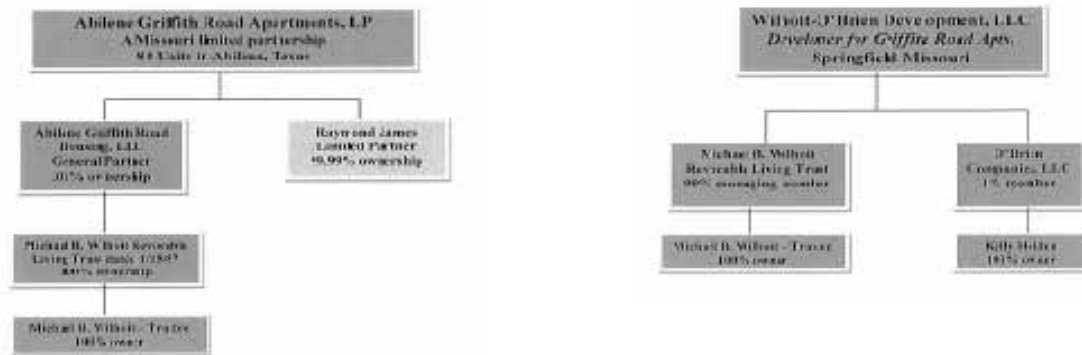 Abilene Griffith Road Apartments, LP
A Missouri limited partnership
Units in Abilene, Texas
Abilene Griffith Road
Housing, LLC
General Partner
.01% ownership
Raymond James
Limited Partner
99.99% ownership
Michael B. Wilhoit Revocable
Living Trust
100% ownership
Michael B. Wilhoit - Trustee
100% owner
Wilhoit-O'Brien Development, LLC
Developer for Griffith Road Apts.
Springfield Missouri
Michael B. Wilhoit
Revocable Living Trust
99% managing member
O'Brien
Companies, LLC
1% member
Michael B. Wilhoit - Trustee
100% owner
Kelly Holden
100% owner